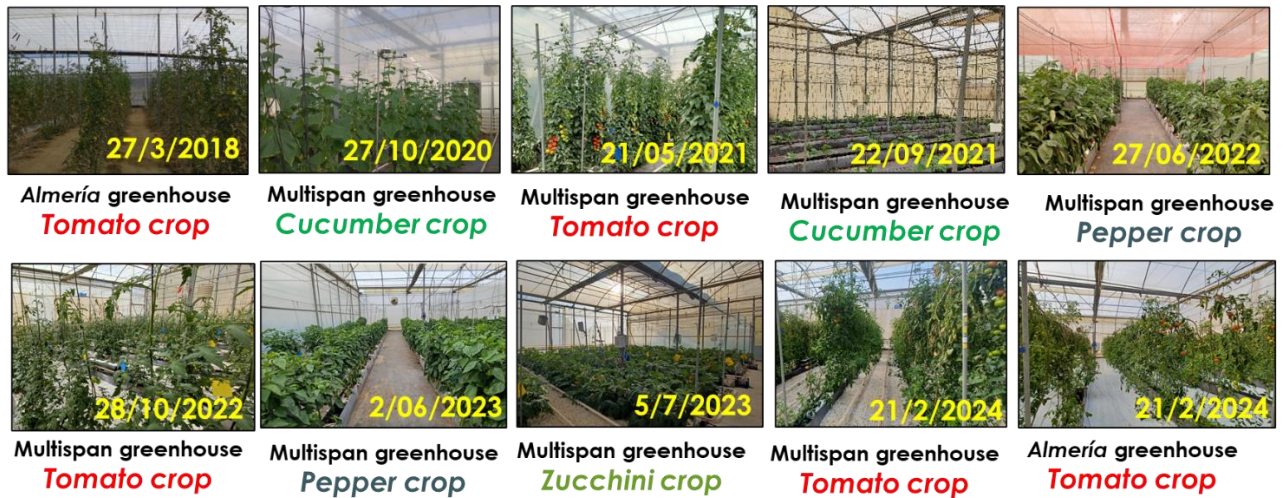 27/3/2018
27/10/2020
21/05/2021
22/09/2021
27/06/2022
Almería greenhouse
Multispan greenhouse
Multispan greenhouse
Multispan greenhouse
Multispan greenhouse
Tomato crop
Cucumber crop
Tomato crop
Cucumber crop
Pepper crop
28/10/2022
2/06/2023
5/7/2023
21/2/2024
21/2/2024
Multispan greenhouse
Multispan greenhouse
Multispan greenhouse
Multispan greenhouse
Almería greenhouse
Tomato crop
Pepper crop
Zucchini crop
Tomato crop
Tomato crop